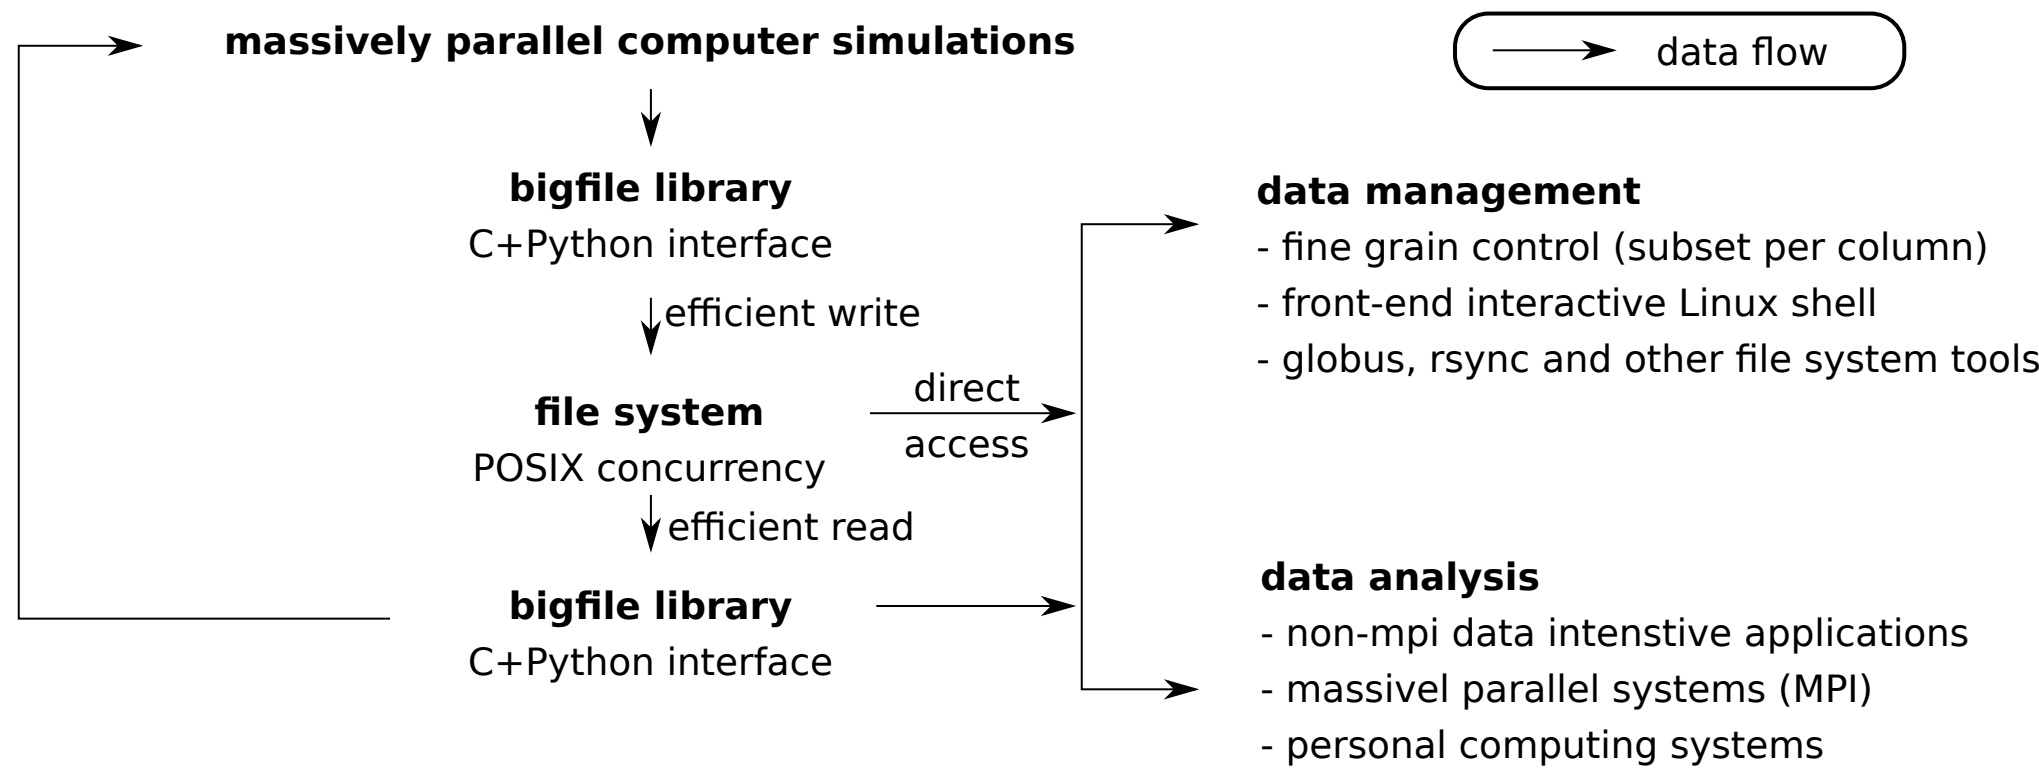 massively parallel computer simulations
data flow
bigfile library
C+Python interface
efficient write
file system
POSIX concurrency
direct
access
efficient read
bigfile library
C+Python interface
data management
- fine grain control (subset per column)
- front-end interactive Linux shell
- globus, rsync and other file system tools
data analysis
- non-mpi data intenstive applications
- massivel parallel systems (MPI)
- personal computing systems